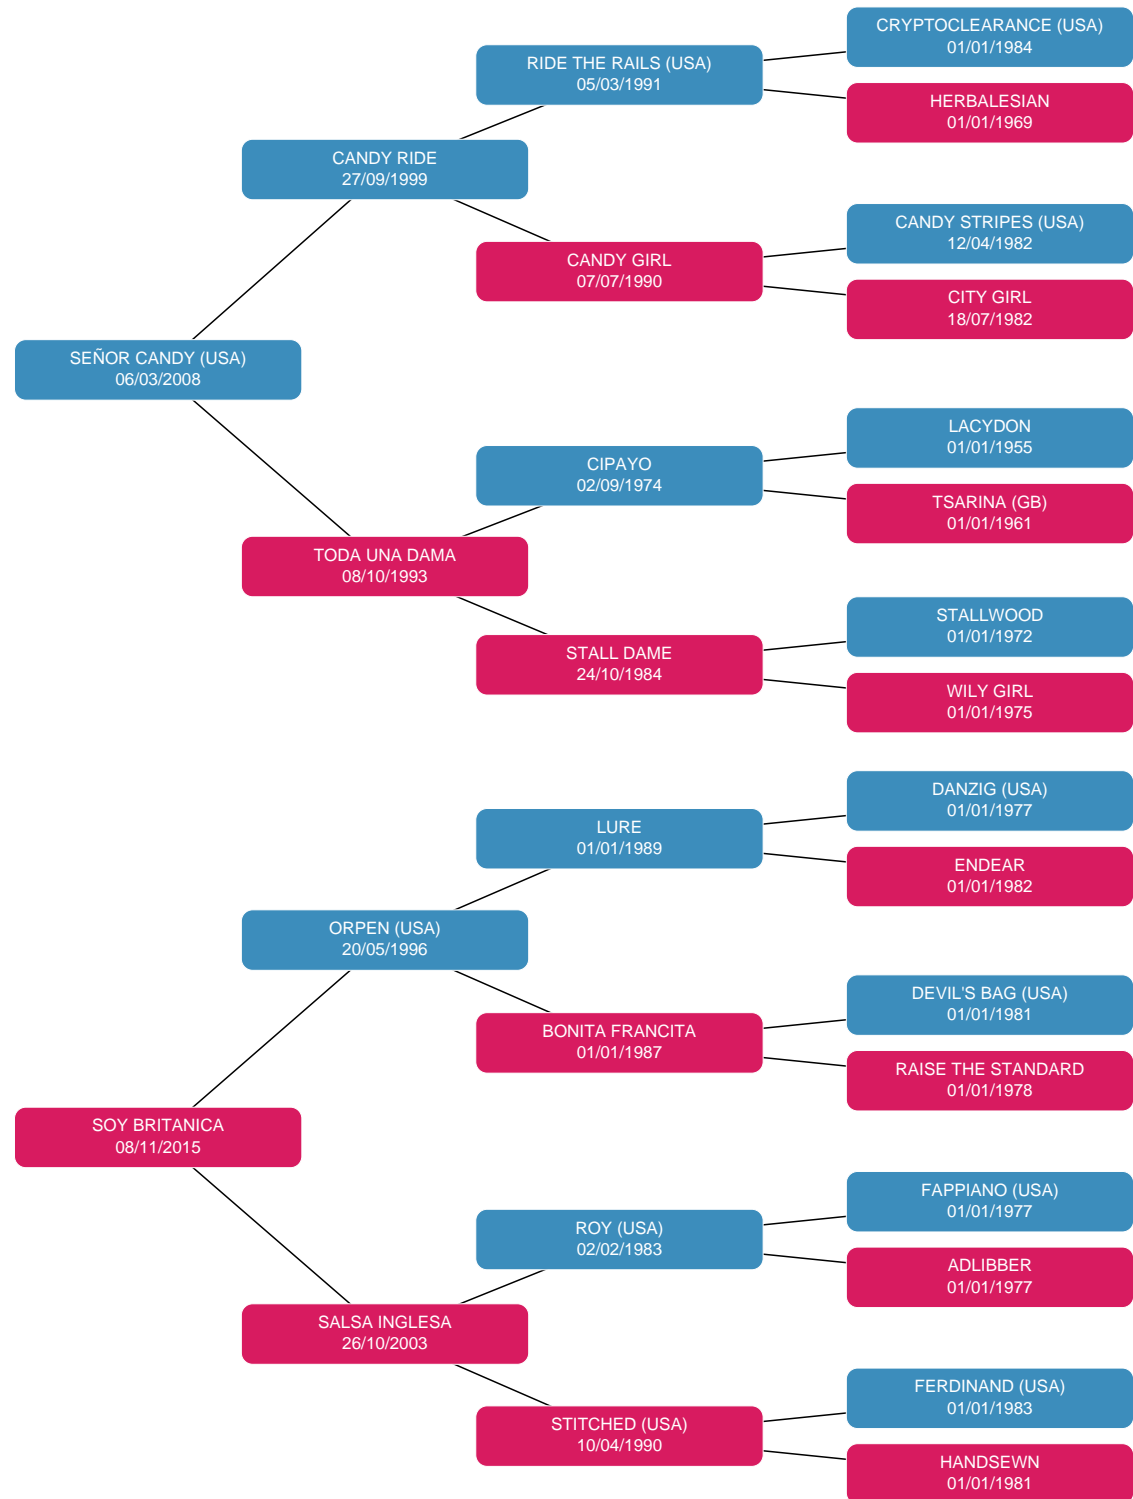 CRYPTOCLEARANCE (USA)
01/01/1984
RIDE THE RAILS (USA)
05/03/1991
HERBALESIAN
01/01/1969
CANDY RIDE
27/09/1999
CANDY STRIPES (USA)
12/04/1982
CANDY GIRL
07/07/1990
CITY GIRL
18/07/1982
SEÑOR CANDY (USA)
06/03/2008
LACYDON
01/01/1955
CIPAYO
02/09/1974
TSARINA (GB)
01/01/1961
TODA UNA DAMA
08/10/1993
STALLWOOD
01/01/1972
STALL DAME
24/10/1984
WILY GIRL
01/01/1975
DANZIG (USA)
01/01/1977
LURE
01/01/1989
ENDEAR
01/01/1982
ORPEN (USA)
20/05/1996
DEVIL'S BAG (USA)
01/01/1981
BONITA FRANCITA
01/01/1987
RAISE THE STANDARD
01/01/1978
SOY BRITANICA
08/11/2015
FAPPIANO (USA)
01/01/1977
ROY (USA)
02/02/1983
ADLIBBER
01/01/1977
SALSA INGLESA
26/10/2003
FERDINAND (USA)
01/01/1983
STITCHED (USA)
10/04/1990
HANDSEWN
01/01/1981